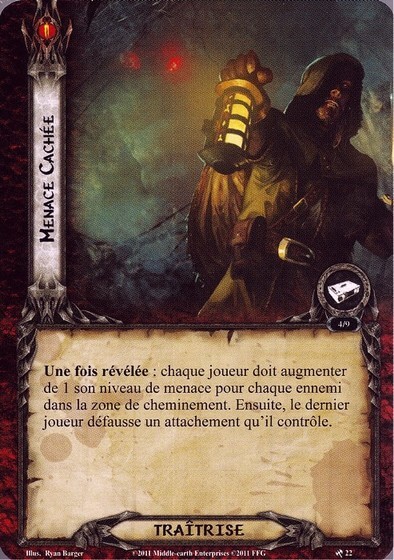 MENACE CACHÉE
4/9
Une fois révélée : chaque joueur doit augmenter
de 1 son niveau de menace pour chaque ennemi
dans la zone de cheminement. Ensuite, le dernier
joueur défausse un attachement qu'il contrôle.
TRAÎTRISE
Illus. Ryan Barger
©2011 Middle-earth Enterprises ©2011 FFG
22